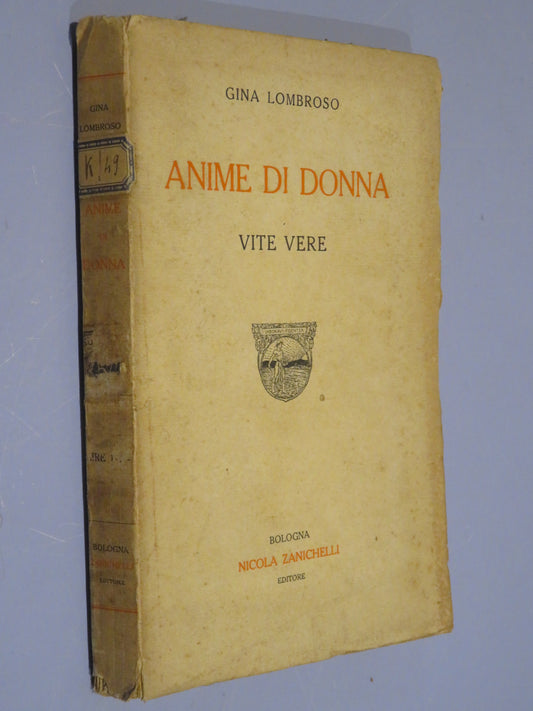 GINA LOMBROSO
ANIME DI DONNA
VITE VERE
BOLOGNA
NICOLA ZANICHELLI
EDITORE
GINA
LOMBROSO
K 49
ANIME
DI
DONNA
BOLOGNA
ZANICHELLI
EDITORE